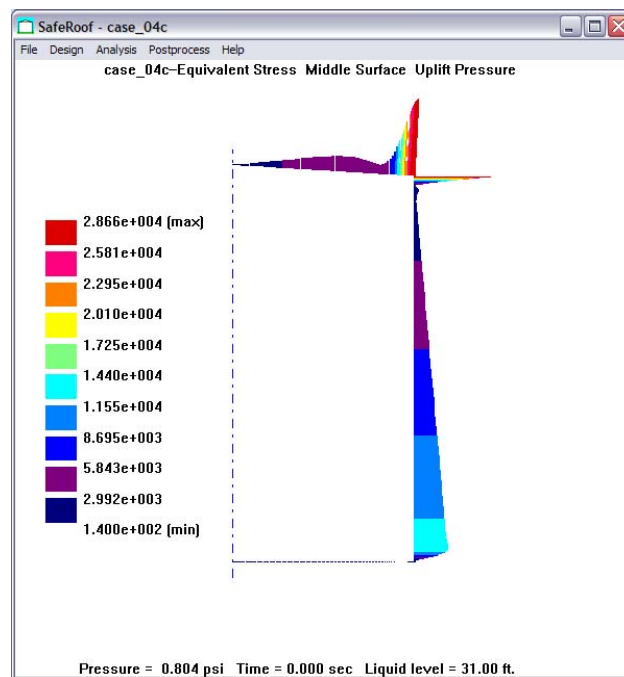 SafeRoof - case_04c
File Design Analysis Postprocess Help
case_04c-Equivalent Stress Middle Surface Uplift Pressure
2.866e+004 (max)
2.581e+004
2.295e+004
2.010e+004
1.725e+004
1.440e+004
1.155e+004
8.695e+003
5.843e+003
2.992e+003
1.400e+002 (min)
Pressure = 0.804 psi Time = 0.000 sec Liquid level = 31.00 ft.